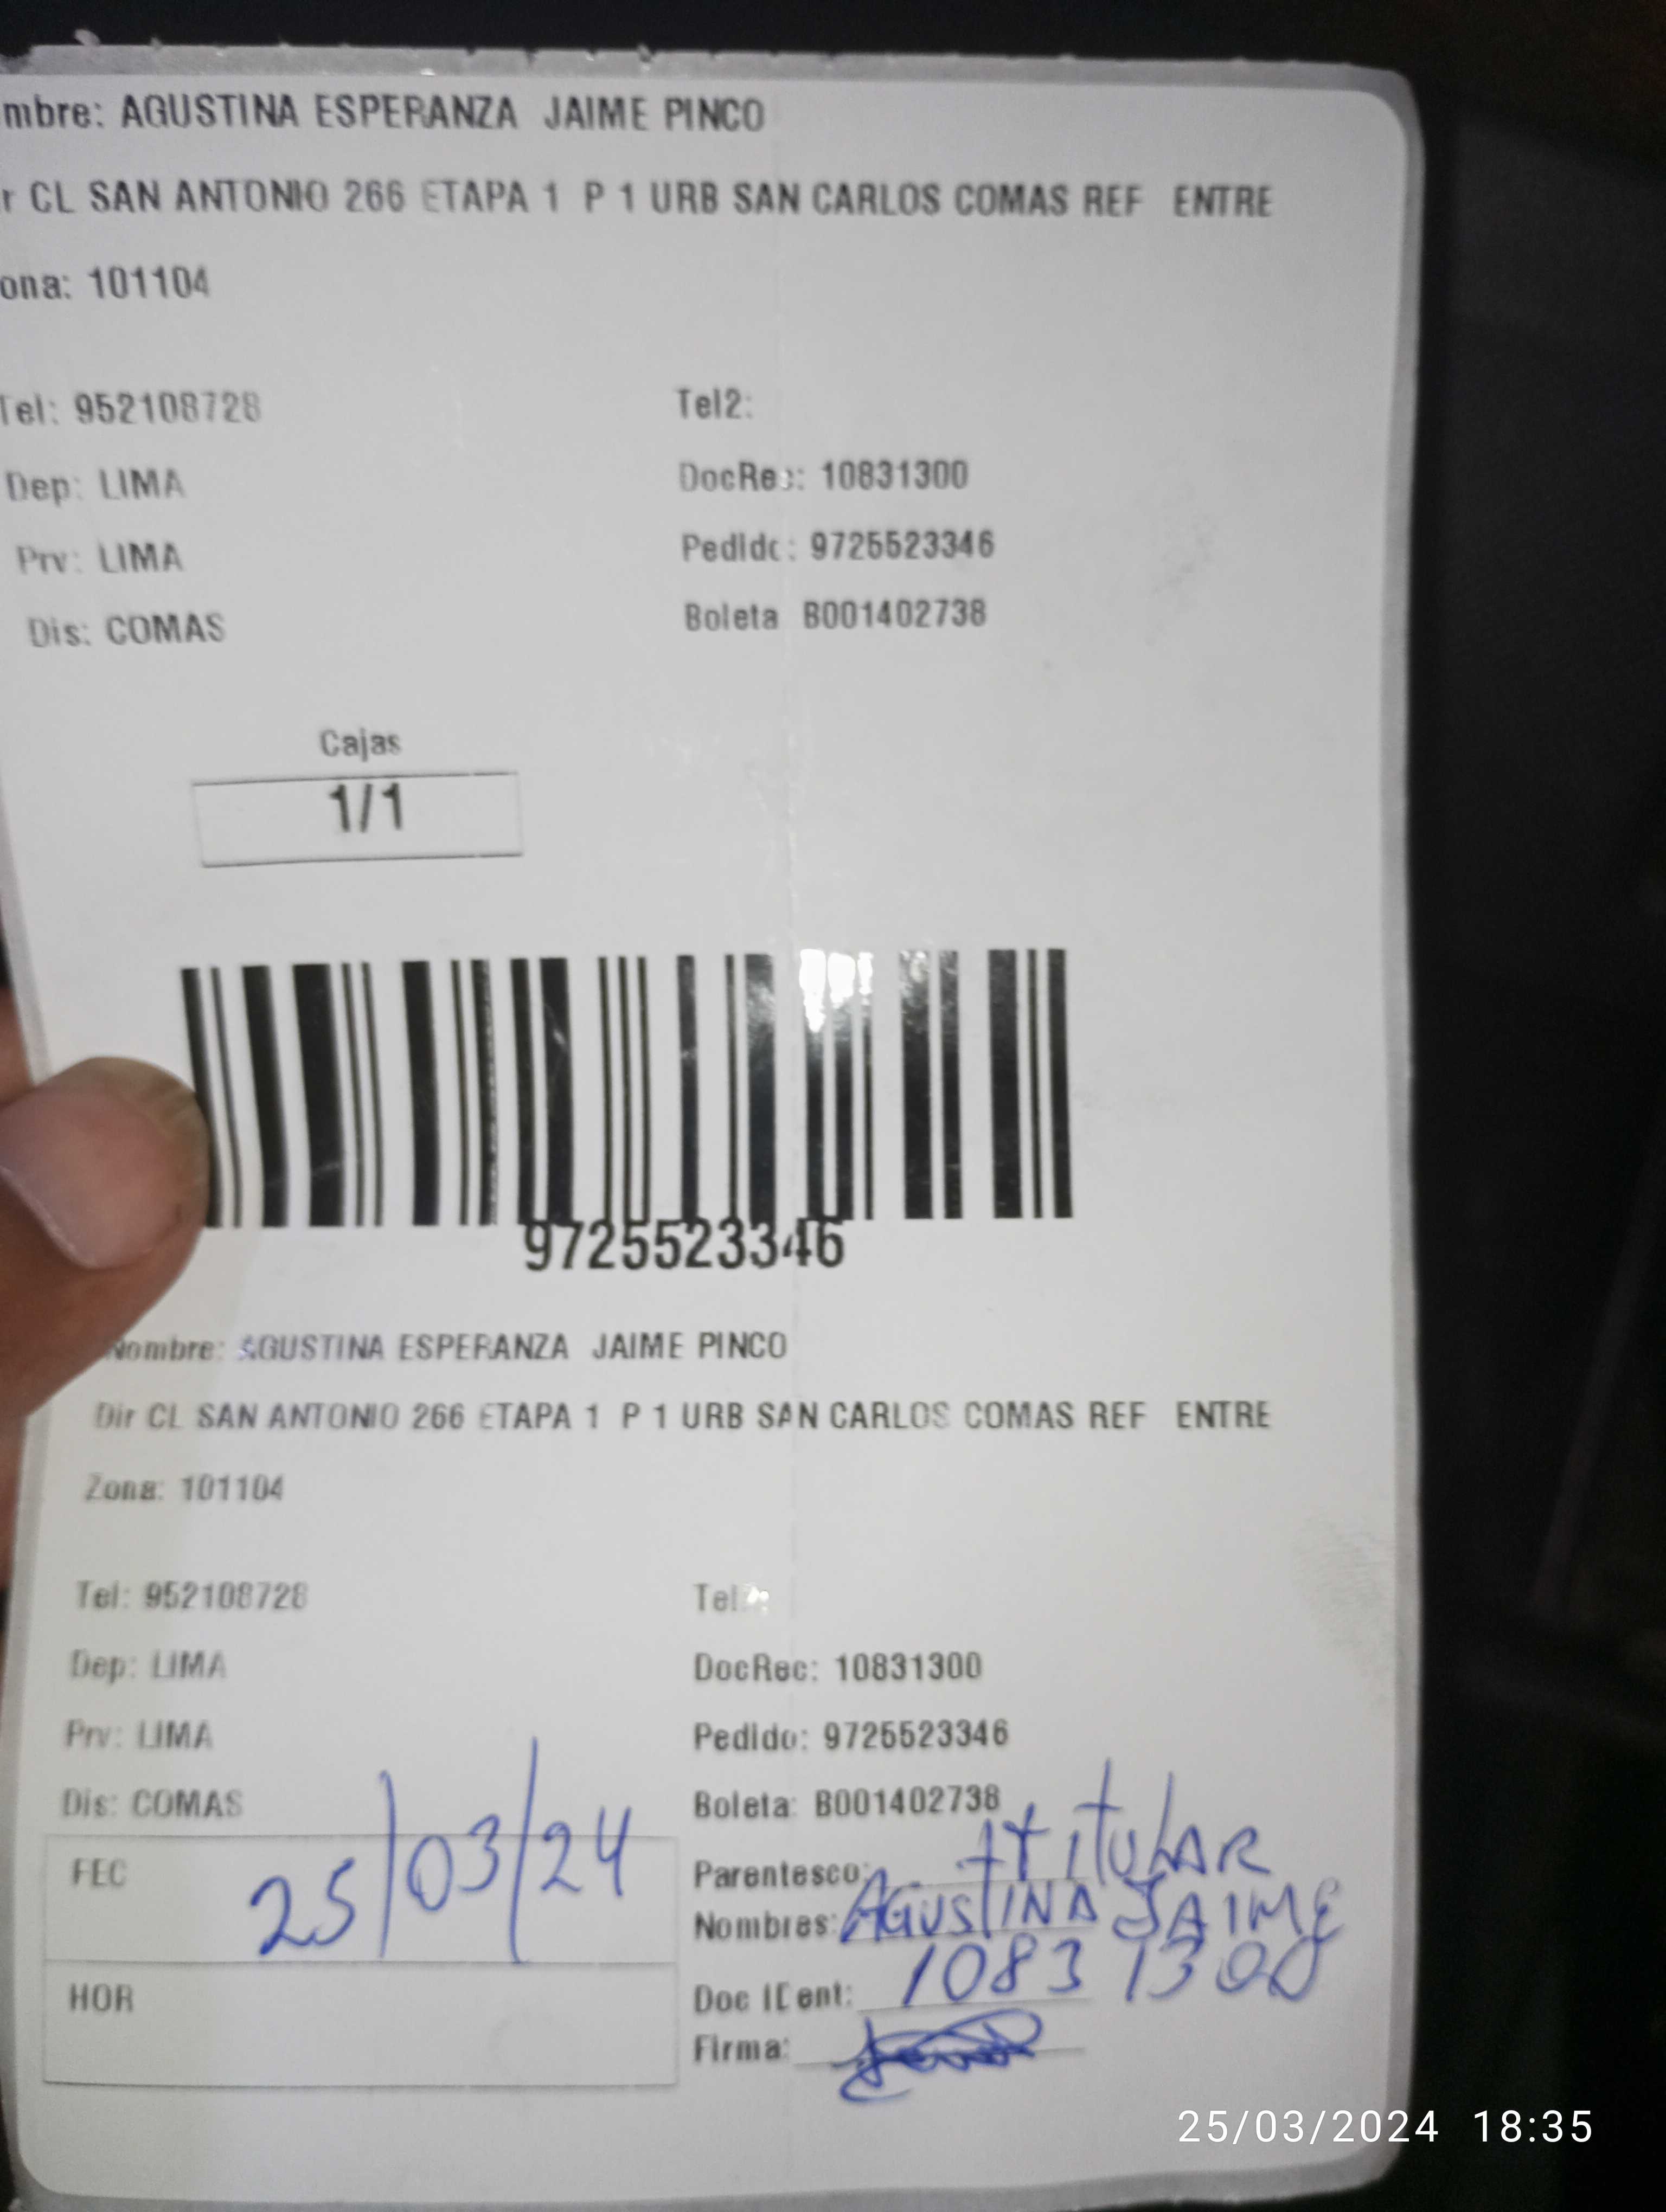 mbre: AGUSTINA ESPERANZA JAIME PINCO
r CL SAN ANTONIO 266 ETAPA 1 P 1 URB SAN CARLOS COMAS REF ENTRE
ona: 101104
Tel: 952108728 Tel2:
Dep: LIMA DocRec: 10831300
Prv: LIMA Pedido: 9725523346
Dis: COMAS Boleta B001402738
Cajas
1/1
9725523346
Nombre: AGUSTINA ESPERANZA JAIME PINCO
Dir CL SAN ANTONIO 266 ETAPA 1 P 1 URB SAN CARLOS COMAS REF ENTRE
Zona: 101104
Tel: 952108728 Tel
Dep: LIMA DocRec: 10831300
Prv: LIMA Pedido: 9725523346
Dis: COMAS Boleta: B001402738
FEC 25/03/24 Parentesco: titular
Nombres: AGUSTINA JAIME
HOR Doc IDent: 10831300
Firma:
25/03/2024 18:35